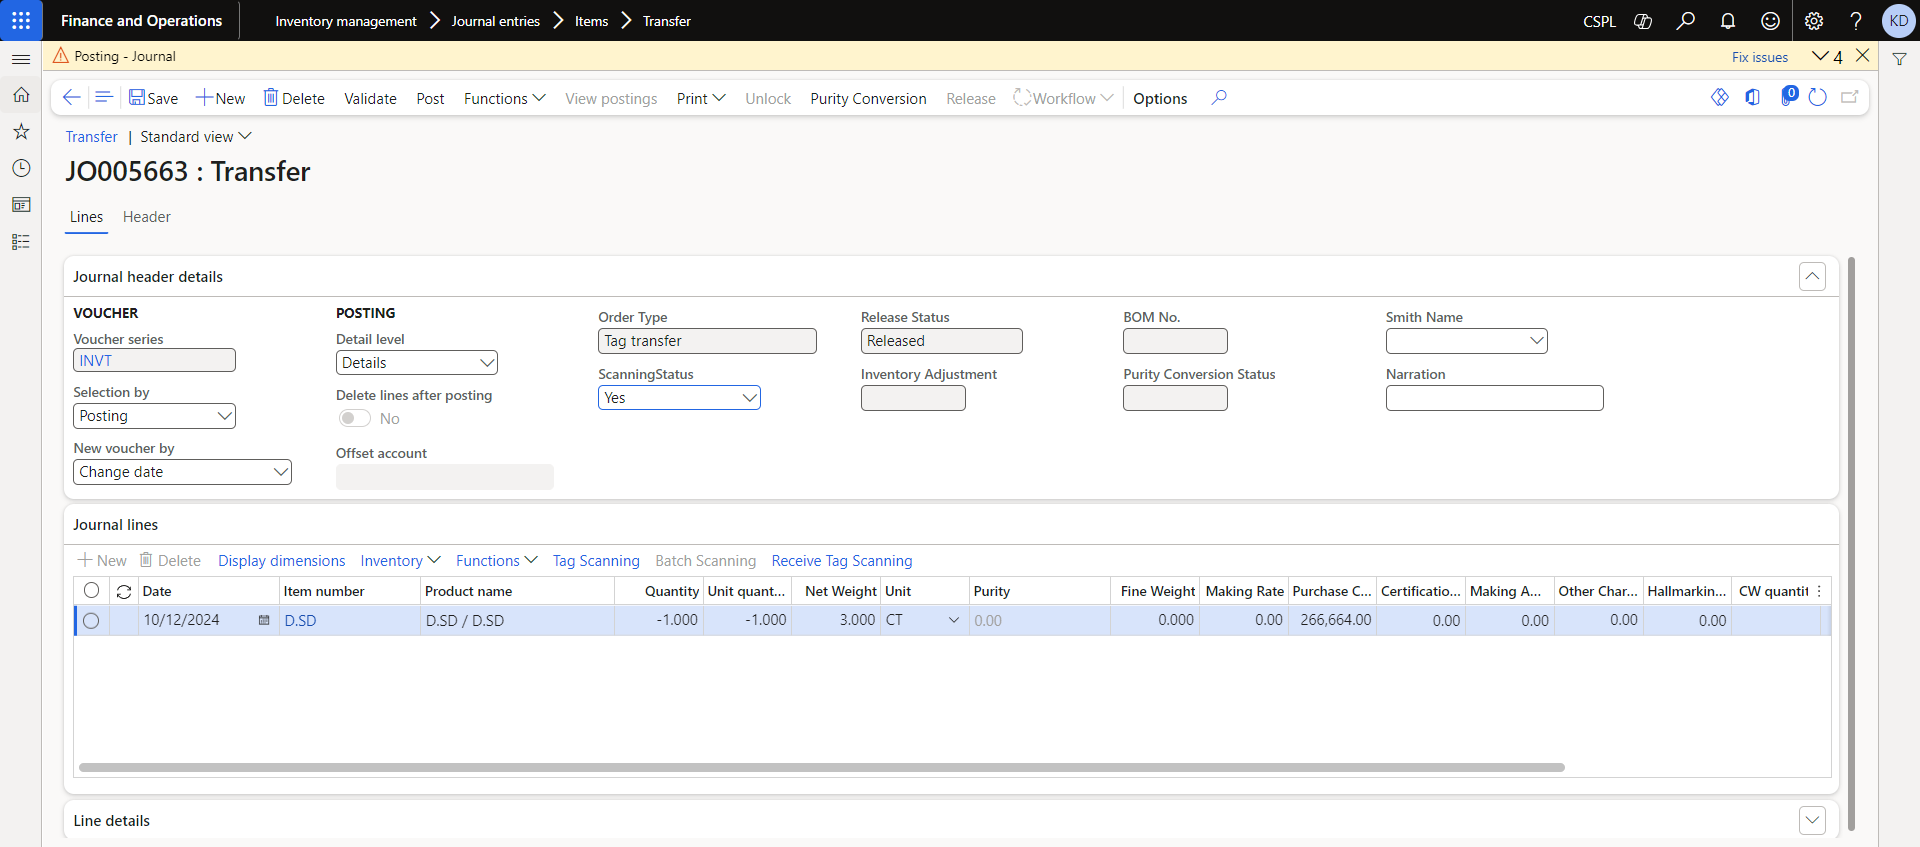 Finance and Operations
Inventory management
Journal entries
Items
Transfer
CSPL
KD
Posting - Journal
Fix issues
4
Save
New
Delete
Validate
Post
Functions
View postings
Print
Unlock
Purity Conversion
Release
Workflow
Options
0
Transfer | Standard view
JO005663 : Transfer
Lines
Header
Journal header details
VOUCHER
Voucher series
INVT
Selection by
Posting
New voucher by
Change date
POSTING
Detail level
Details
Delete lines after posting
No
Offset account
Order Type
Tag transfer
ScanningStatus
Yes
Release Status
Released
Inventory Adjustment
BOM No.
Purity Conversion Status
Smith Name
Narration
Journal lines
New
Delete
Display dimensions
Inventory
Functions
Tag Scanning
Batch Scanning
Receive Tag Scanning
Date Item number Product name Quantity Unit quant... Net Weight Unit Purity Fine Weight Making Rate Purchase C... Certificatio... Making A... Other Char... Hallmarkin... CW quantit
10/12/2024 D.SD D.SD / D.SD -1.000 -1.000 3.000 CT 0.00 0.000 0.00 266,664.00 0.00 0.00 0.00 0.00
Line details